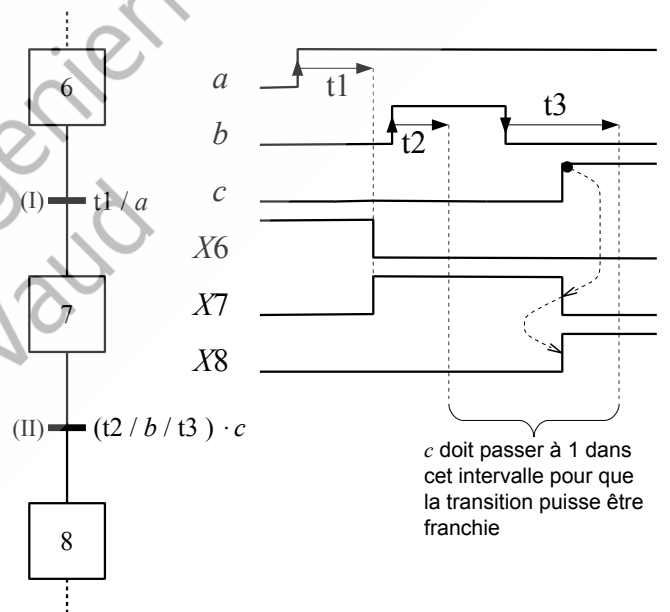 6
(I)
t1 / a
7
(II)
(t2 / b / t3 ) · c
8
a
t1
b
t2
t3
c
X6
X7
X8
c doit passer à 1 dans
cet intervalle pour que
la transition puisse être
franchie
Vaud